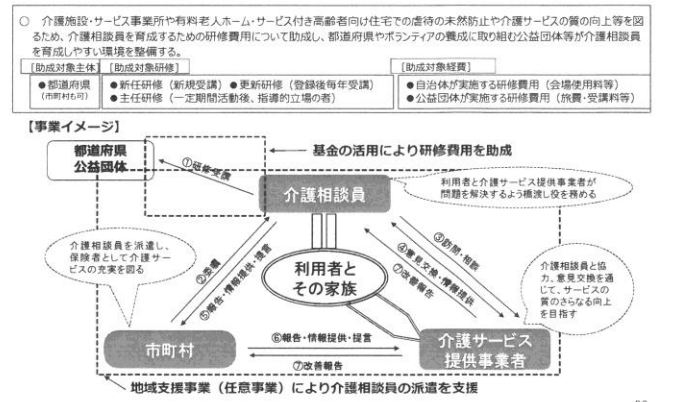 ○ 介護施設・サービス事業所や有料老人ホーム・サービス付き高齢者向け住宅での虐待の未然防止や介護サービスの質の向上等を図
るため、介護相談員を育成するための研修費用について助成し、都道府県やボランティアの養成に取り組む公益団体等が介護相談員
を育成しやすい環境を整備する。
[助成対象主体]
●都道府県
(市町村も可)
[助成対象研修]
●新任研修（新規受講） ●更新研修（登録後毎年受講）
●主任研修（一定期間活動後、指導的立場の者）
[助成対象経費]
●自治体が実施する研修費用（会場使用料等）
●公益団体が実施する研修費用（旅費・受講料等）
【事業イメージ】
都道府県
公益団体
①研修受講
基金の活用により研修費用を助成
介護相談員
利用者と介護サービス提供事業者が
問題を解決するよう橋渡し役を務める
介護相談員を派遣し、
保険者として介護サー
ビスの充実を図る
②委嘱
⑤報告・情報提供・提言
利用者と
その家族
③訪問・相談
④意見交換・情報提供
⑦改善報告
介護相談員と協
力、意見交換を通
じて、サービスの
質のさらなる向上
を目指す
市町村
⑥報告・情報提供・提言
⑦改善報告
介護サービス
提供事業者
地域支援事業（任意事業）により介護相談員の派遣を支援